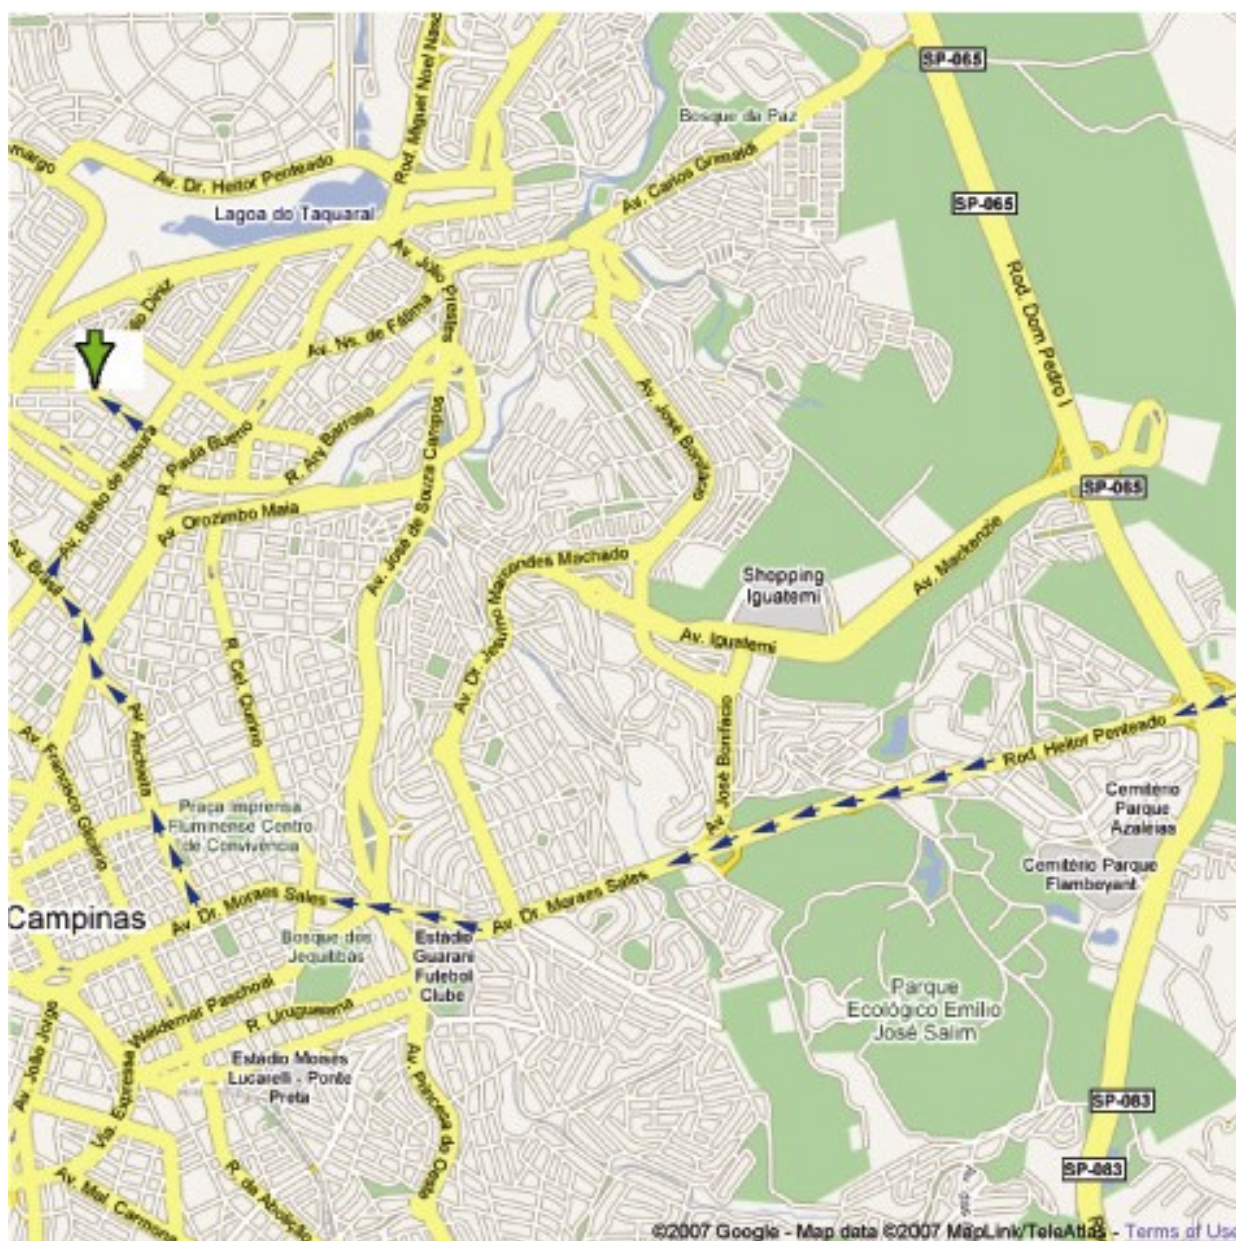 SP-065
Rod. Miguel Noel Nasc
Bosque da Paz
margo
Av. Dr. Heitor Penteado
Av. Carlos Grimaldi
SP-065
Lagoa do Taquaral
Av. Júlio Prestes
Rod. Dom Pedro I
Diniz
Av. Ns. de Fátima
Av. José Bonifácio
Av. Barão de Itapura
R. Paula Bueno
R. Ary Barroso
Av. José de Souza Campos
SP-065
Av. Orozimbo Maia
Av. Brasil
Av. Dr. Jesuíno Marcondes Machado
Av. Mackenzie
Shopping
Iguatemi
Av. Iguatemi
R. Cel. Quirino
Av. Anchieta
Av. Francisco Glicério
Av. José Bonifácio
Rod. Heitor Penteado
Praça Imprensa
Fluminense Centro
de Convivência
Cemitério
Parque
Azaléias
Cemitério Parque
Flamboyant
Av. Dr. Moraes Sales
Av. Dr. Moraes Sales
Campinas
Bosque dos
Jequitibás
Estádio
Guarani
Futebol
Clube
Parque
Ecológico Emílio
José Salim
Via. Expressa Waldemar Paschoal
R. Uruguaiana
Av. João Jorge
Estádio Moisés
Lucarelli - Ponte
Preta
Av. Princesa do Oeste
SP-083
SP-083
Av. Mal. Carmona
R. da Abolição
©2007 Google - Map data ©2007 MapLink/TeleAtlas - Terms of Use